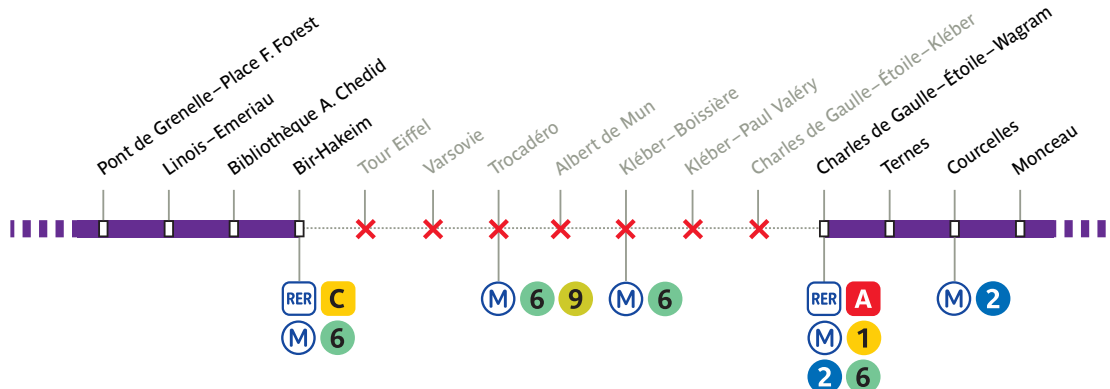 Pont de Grenelle–Place F. Forest
Linois–Emeriau
Bibliothèque A. Chedid
Bir-Hakeim
Tour Eiffel
Varsovie
Trocadéro
Albert de Mun
Kléber–Boissière
Kléber–Paul Valéry
Charles de Gaulle–Étoile–Kléber
Charles de Gaulle–Étoile–Wagram
Ternes
Courcelles
Monceau
RER C
M 6
M 6 9
M 6
RER A
M 1
2 6
M 2